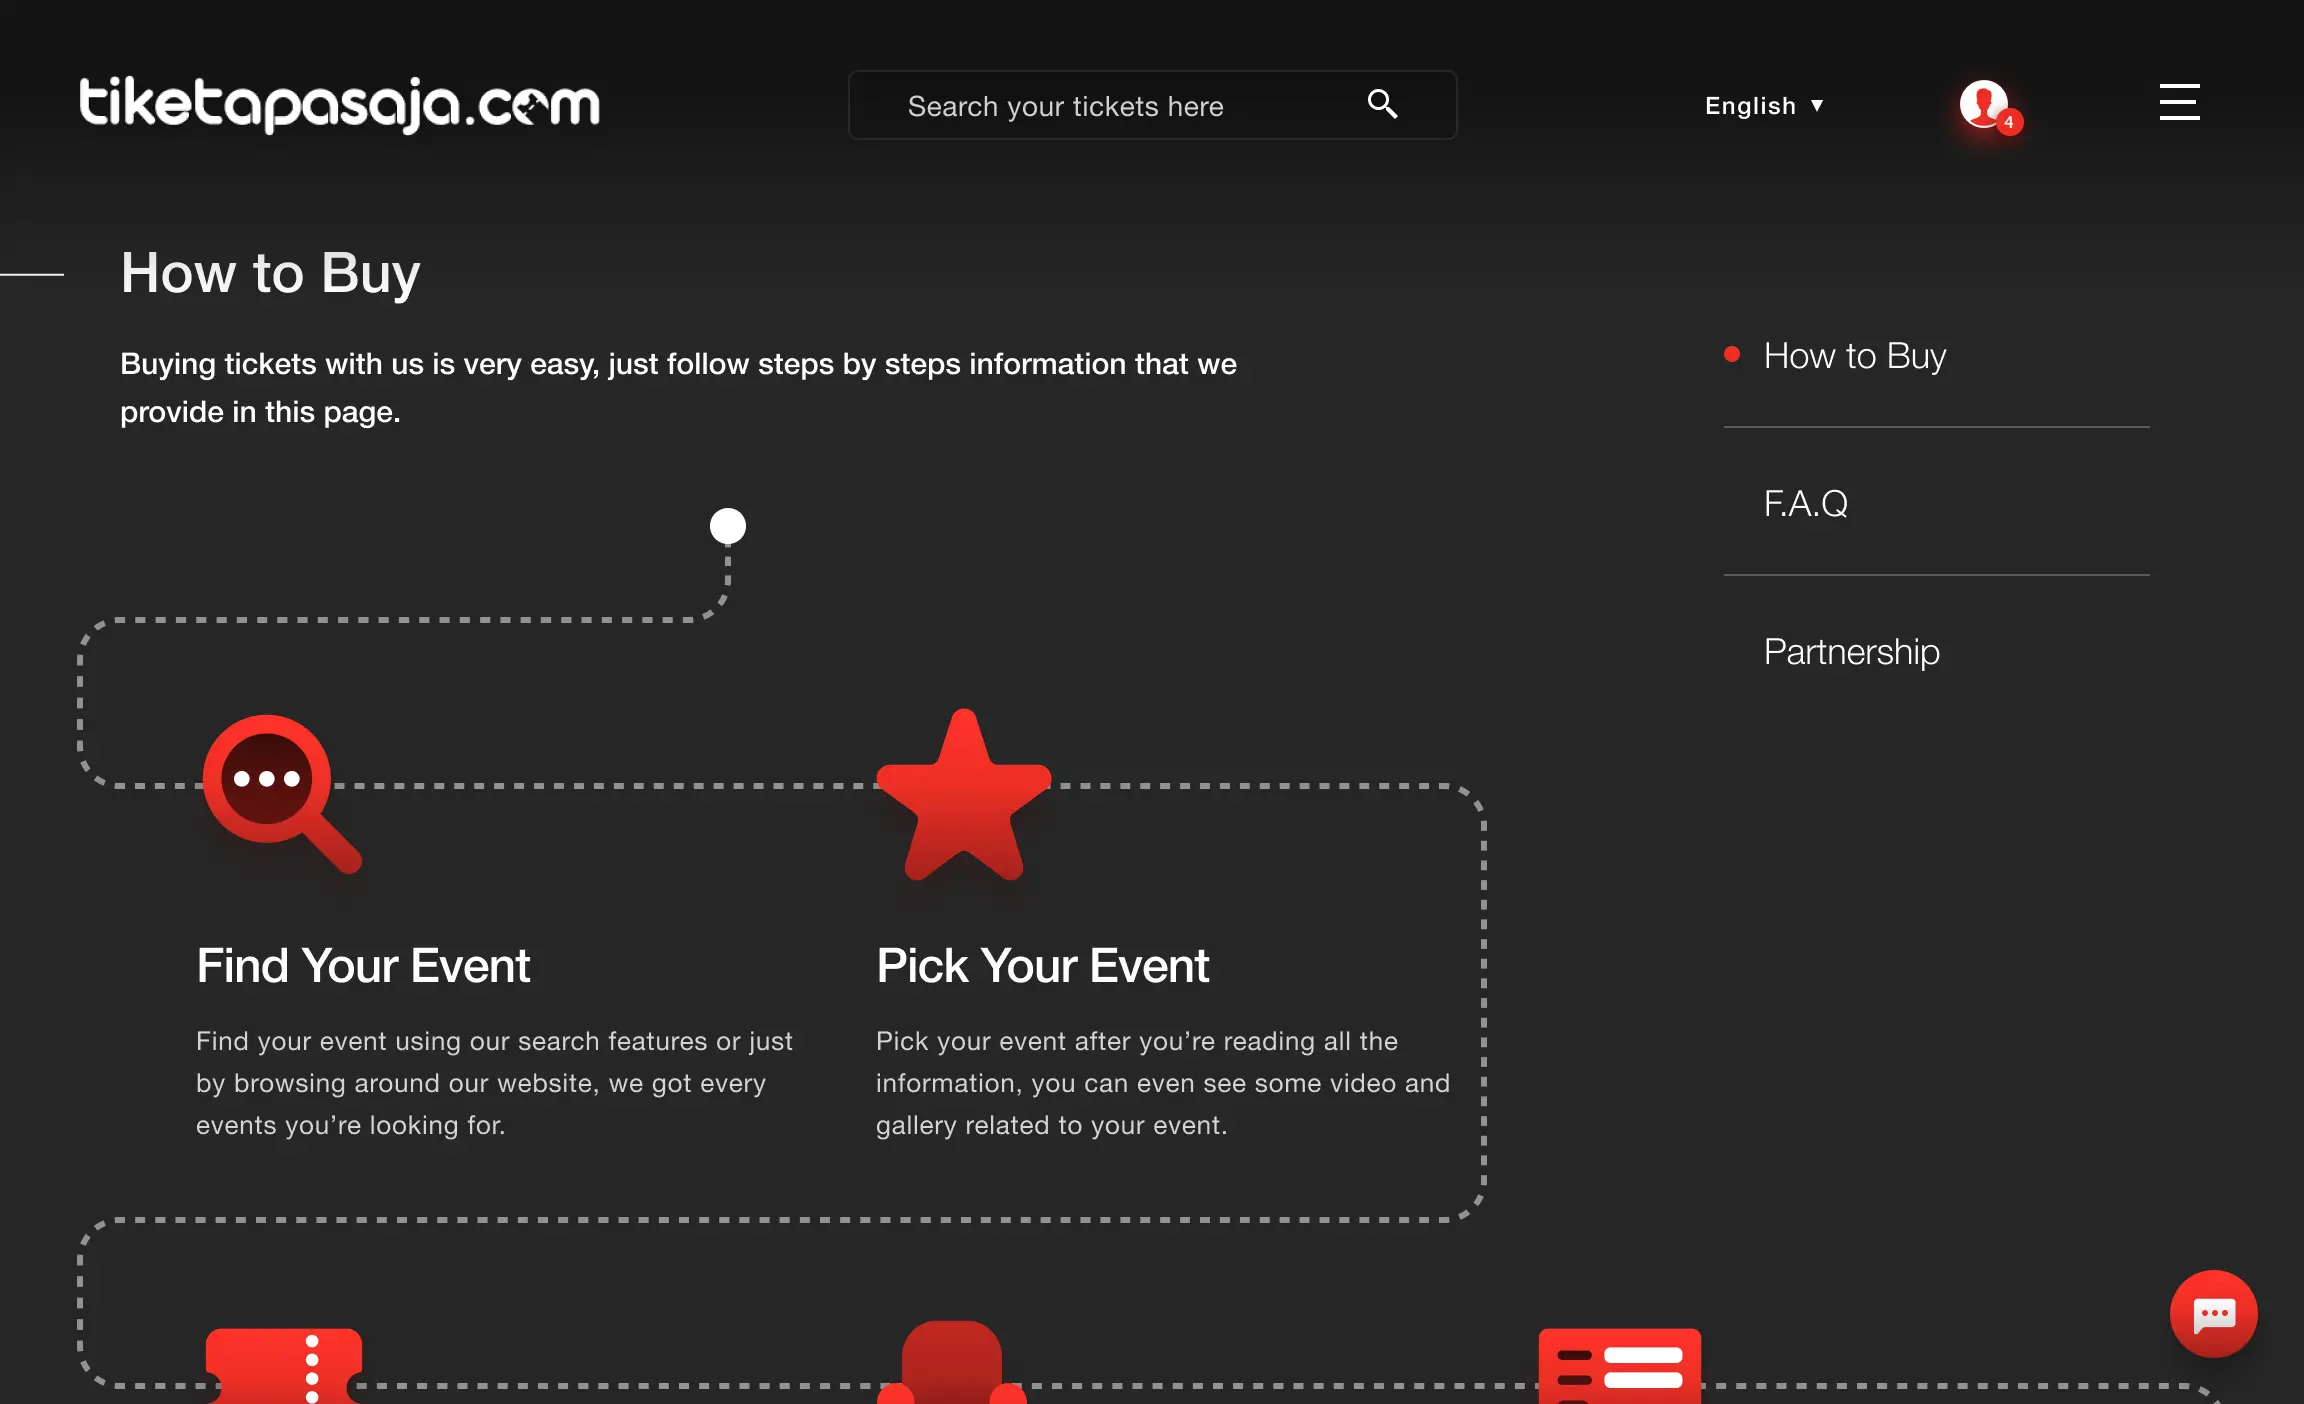 tiketapasaja.com
Search your tickets here
English ▼
4
How to Buy
Buying tickets with us is very easy, just follow steps by steps information that we
provide in this page.
How to Buy
F.A.Q
Partnership
Find Your Event
Find your event using our search features or just
by browsing around our website, we got every
events you’re looking for.
Pick Your Event
Pick your event after you’re reading all the
information, you can even see some video and
gallery related to your event.